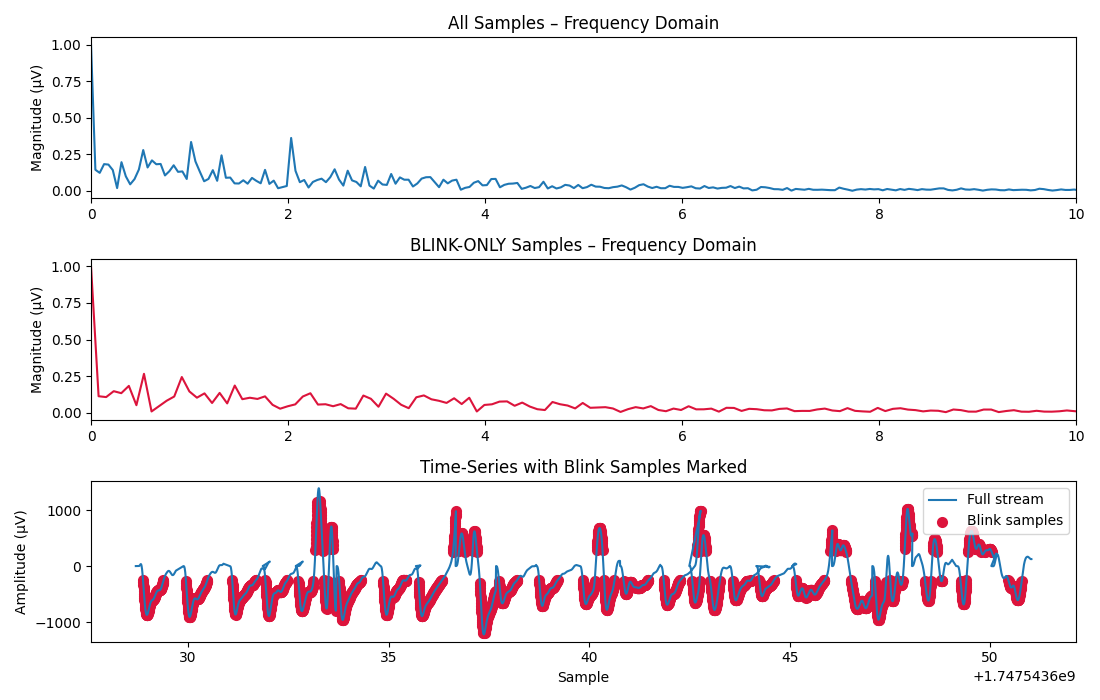 All Samples – Frequency Domain
Magnitude (μV)
1.00
0.75
0.50
0.25
0.00
0 2 4 6 8 10
BLINK-ONLY Samples – Frequency Domain
Magnitude (μV)
1.00
0.75
0.50
0.25
0.00
0 2 4 6 8 10
Time-Series with Blink Samples Marked
Amplitude (μV)
1000
0
−1000
Full stream
Blink samples
30 35 40 45 50
Sample
+1.7475436e9